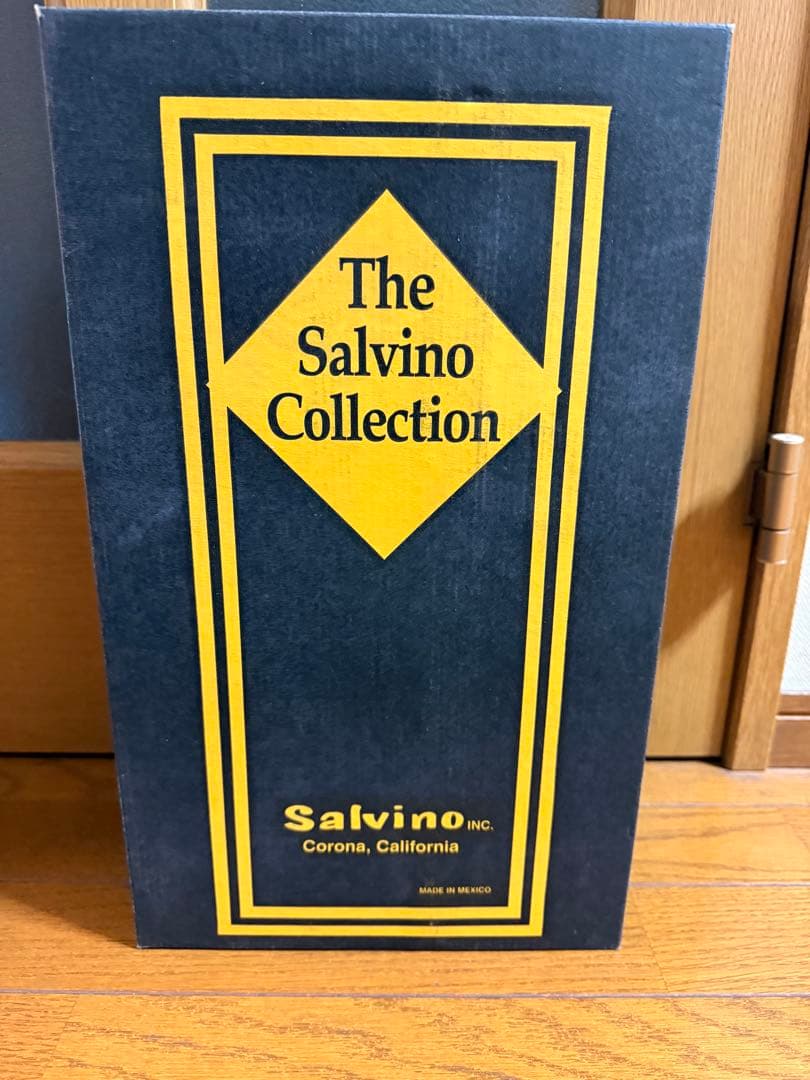 The
Salvino
Collection
Salvino INC.
Corona, California
MADE IN MEXICO